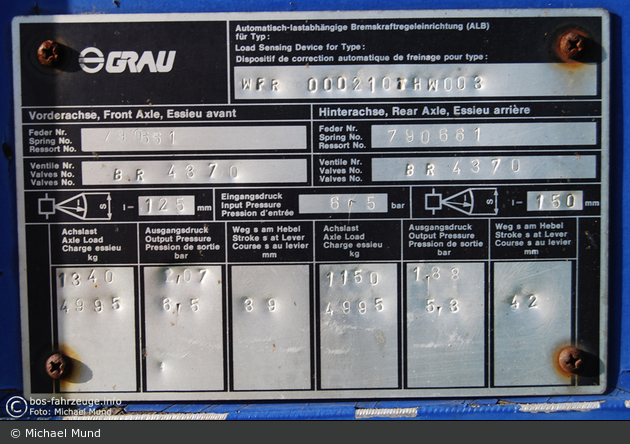 GRAU
Automatisch-lastabhängige Bremskraftregeleinrichtung (ALB)
für Typ:
Load Sensing Device for Type:
Dispositif de correction automatique de freinage pour type:
WFR 0002105HW003
Vorderachse, Front Axle, Essieu avant
Hinterachse, Rear Axle, Essieu arrière
Feder Nr.
Spring No. 790661
Ressort No.
Feder Nr.
Spring No. 790661
Ressort No.
Ventile Nr.
Valves No. BR 4370
Valves No.
Ventile Nr.
Valves No. BR 4370
Valves No.
s l- 125 mm
Eingangsdruck
Input Pressure 6,5 bar
Pression d'entrée
s l- 150 mm
Achslast
Axle Load
Charge essieu
kg
Ausgangsdruck
Output Pressure
Pression de sortie
bar
Weg s am Hebel
Stroke s at Lever
Course s au levier
mm
Achslast
Axle Load
Charge essieu
kg
Ausgangsdruck
Output Pressure
Pression de sortie
bar
Weg s am Hebel
Stroke s at Lever
Course s au levier
mm
1340 2,07 1150 1,88
4995 6,5 39 4995 5,3 42
© bos-fahrzeuge.info
Foto: Michael Mund
© Michael Mund